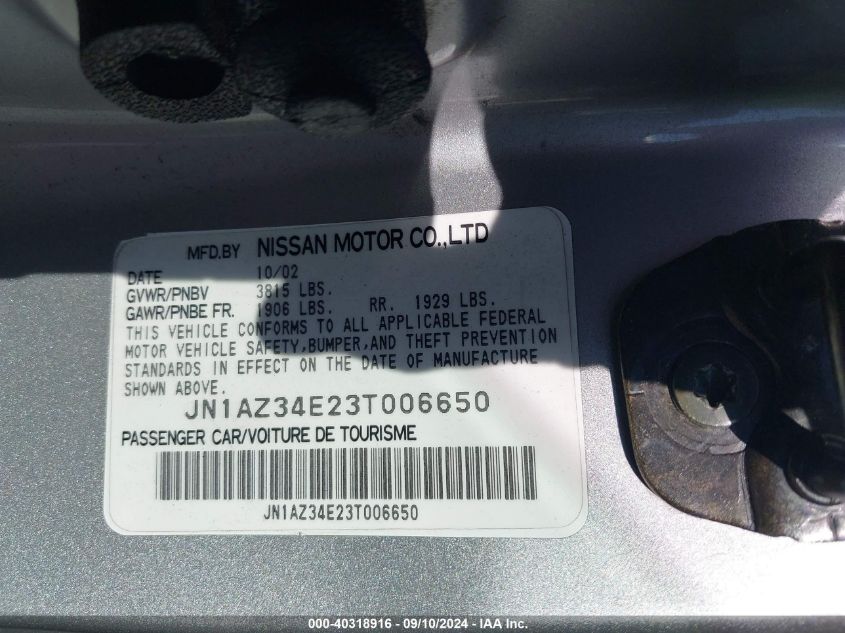 MFD.BY NISSAN MOTOR CO.,LTD
DATE 10/02
GVWR/PNBV 3815 LBS.
GAWR/PNBE FR. 1906 LBS. RR. 1929 LBS.
THIS VEHICLE CONFORMS TO ALL APPLICABLE FEDERAL
MOTOR VEHICLE SAFETY,BUMPER,AND THEFT PREVENTION
STANDARDS IN EFFECT ON THE DATE OF MANUFACTURE
SHOWN ABOVE.
JN1AZ34E23T006650
PASSENGER CAR/VOITURE DE TOURISME
JN1AZ34E23T006650
000-40318916 - 09/10/2024 - IAA Inc.